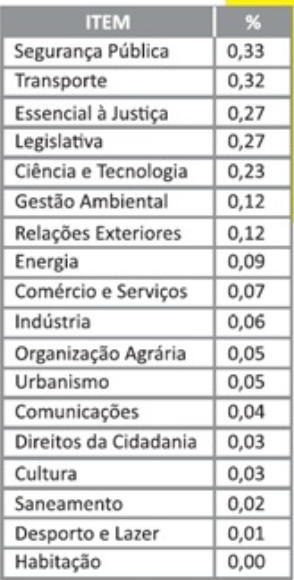 ITEM %
Segurança Pública 0,33
Transporte 0,32
Essencial à Justiça 0,27
Legislativa 0,27
Ciência e Tecnologia 0,23
Gestão Ambiental 0,12
Relações Exteriores 0,12
Energia 0,09
Comércio e Serviços 0,07
Indústria 0,06
Organização Agrária 0,05
Urbanismo 0,05
Comunicações 0,04
Direitos da Cidadania 0,03
Cultura 0,03
Saneamento 0,02
Desporto e Lazer 0,01
Habitação 0,00